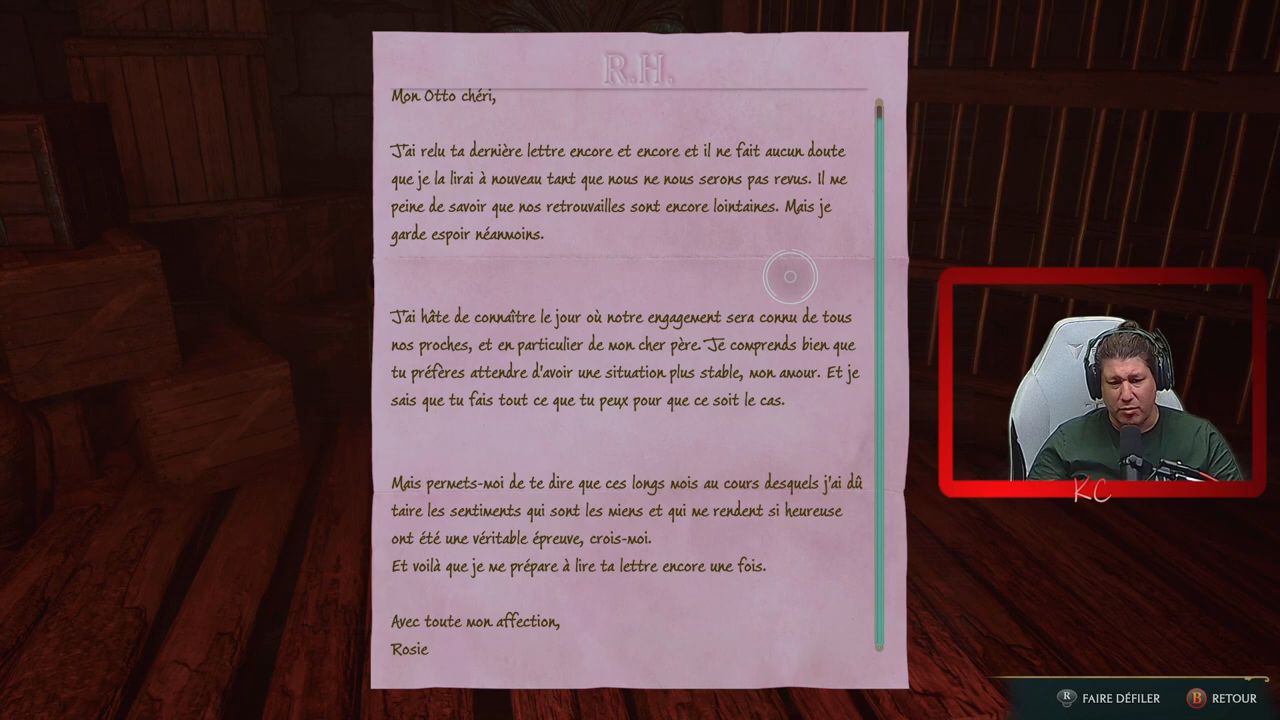 R.H.
Mon Otto chéri,
J'ai relu ta dernière lettre encore et encore et il ne fait aucun doute
que je la lirai à nouveau tant que nous ne nous serons pas revus. Il me
peine de savoir que nos retrouvailles sont encore lointaines. Mais je
garde espoir néanmoins.
J'ai hâte de connaître le jour où notre engagement sera connu de tous
nos proches, et en particulier de mon cher père. Je comprends bien que
tu préfères attendre d'avoir une situation plus stable, mon amour. Et je
sais que tu fais tout ce que tu peux pour que ce soit le cas.
Mais permets-moi de te dire que ces longs mois au cours desquels j'ai dû
taire les sentiments qui sont les miens et qui me rendent si heureuse
ont été une véritable épreuve, crois-moi.
Et voilà que je me prépare à lire ta lettre encore une fois.
Avec toute mon affection,
Rosie
RC
R FAIRE DÉFILER
B RETOUR